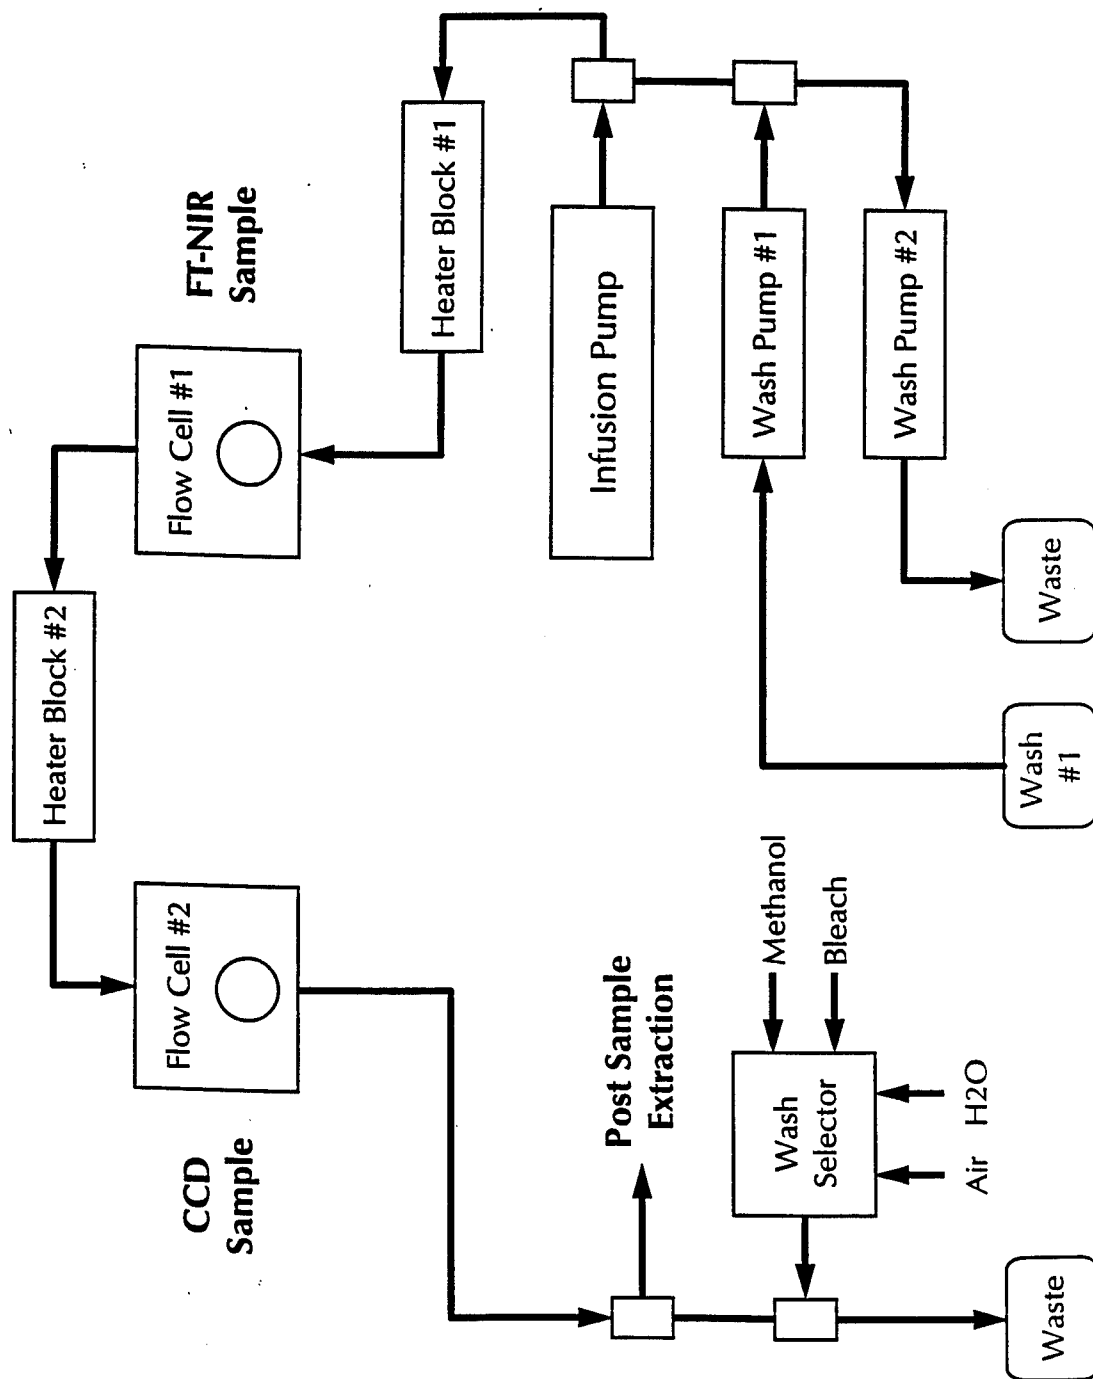 Heater Block #2
Flow Cell #2
CCD
Sample
Flow Cell #1
FT-NIR
Sample
Heater Block #1
Post Sample
Extraction
Infusion Pump
Wash
Selector
Methanol
Bleach
Air
H2O
Wash Pump #1
Wash Pump #2
Waste
Wash
#1
Waste